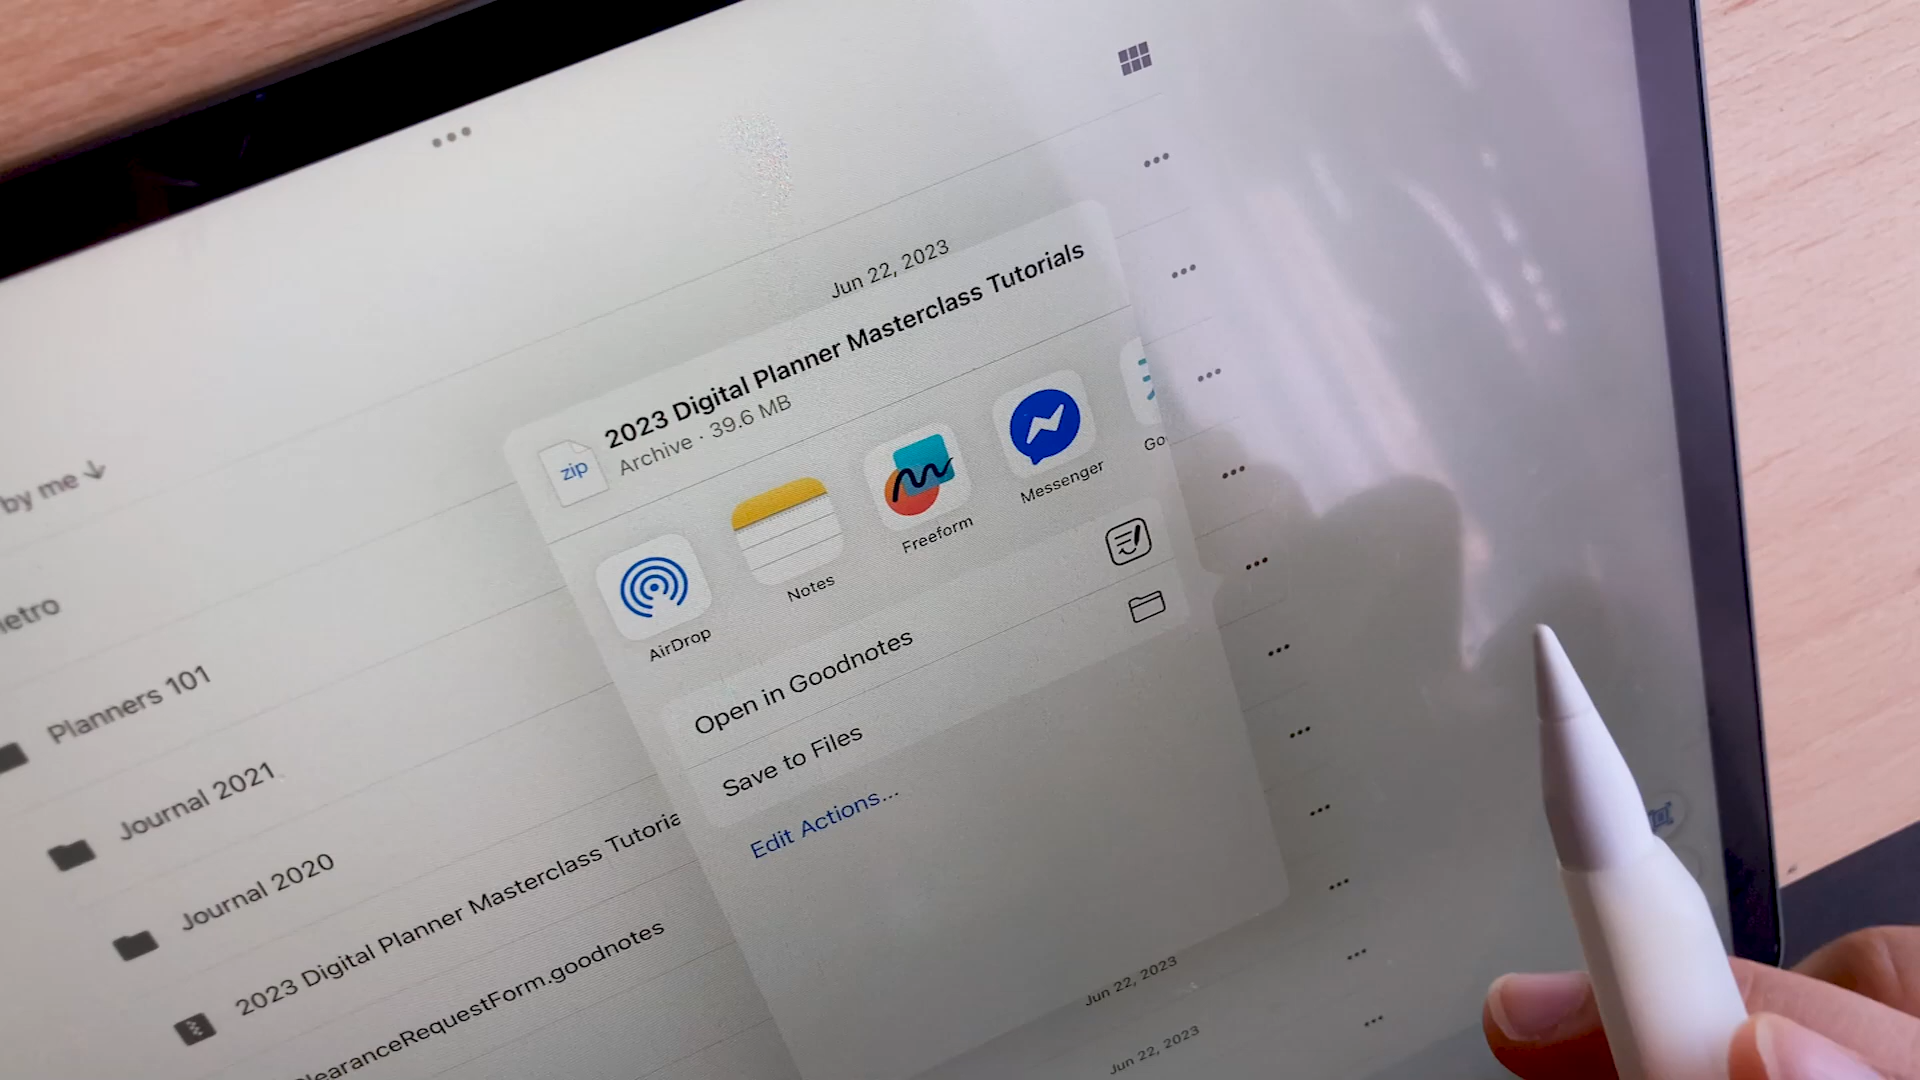 Jun 22, 2023
2023 Digital Planner Masterclass Tutorials
Archive · 39.6 MB
zip
AirDrop
Notes
Freeform
Messenger
Open in Goodnotes
Save to Files
Edit Actions...
by me ↓
Planners 101
Journal 2021
Journal 2020
2023 Digital Planner Masterclass Tutoria
learanceRequestForm.goodnotes
Jun 22, 2023
Jun 22, 2023